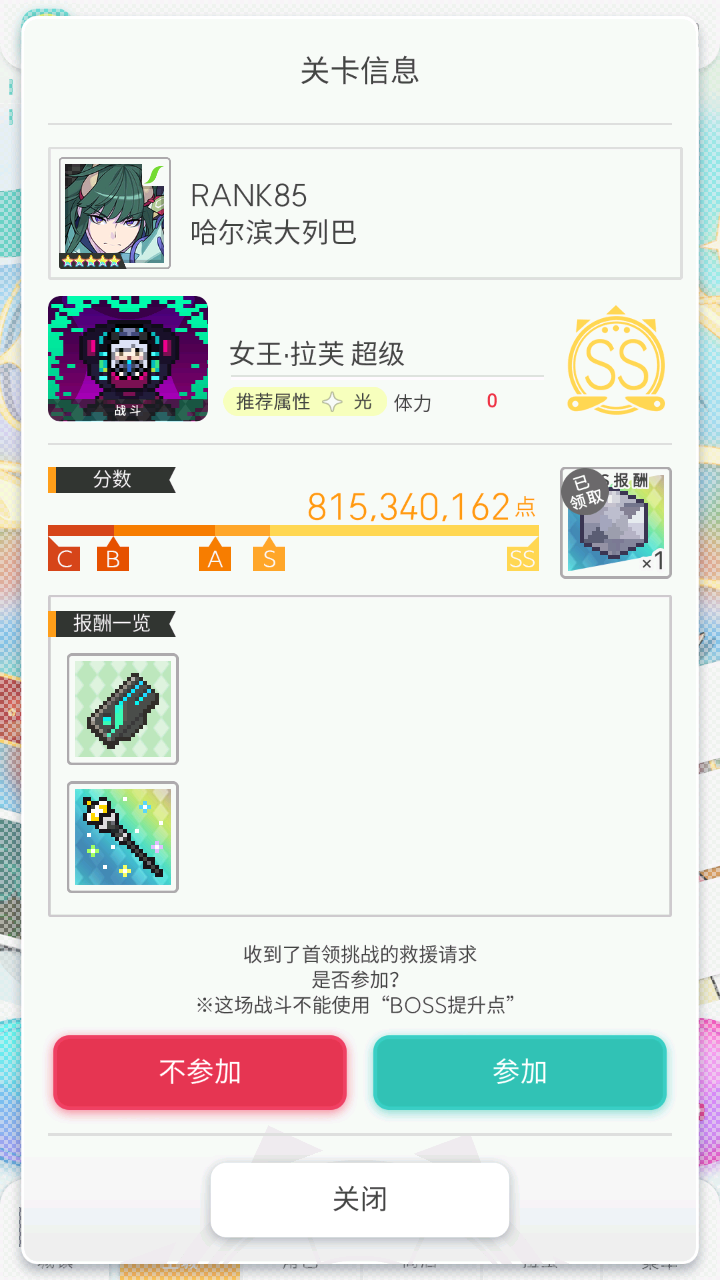 关卡信息
RANK85
哈尔滨大列巴
女王·拉芙 超级
SS
战斗
推荐属性 光 体力 0
分数
815,340,162点
C B A S SS
已领取
S报酬
×1
报酬一览
收到了首领挑战的救援请求
是否参加?
※这场战斗不能使用“BOSS提升点”
不参加 参加
关闭